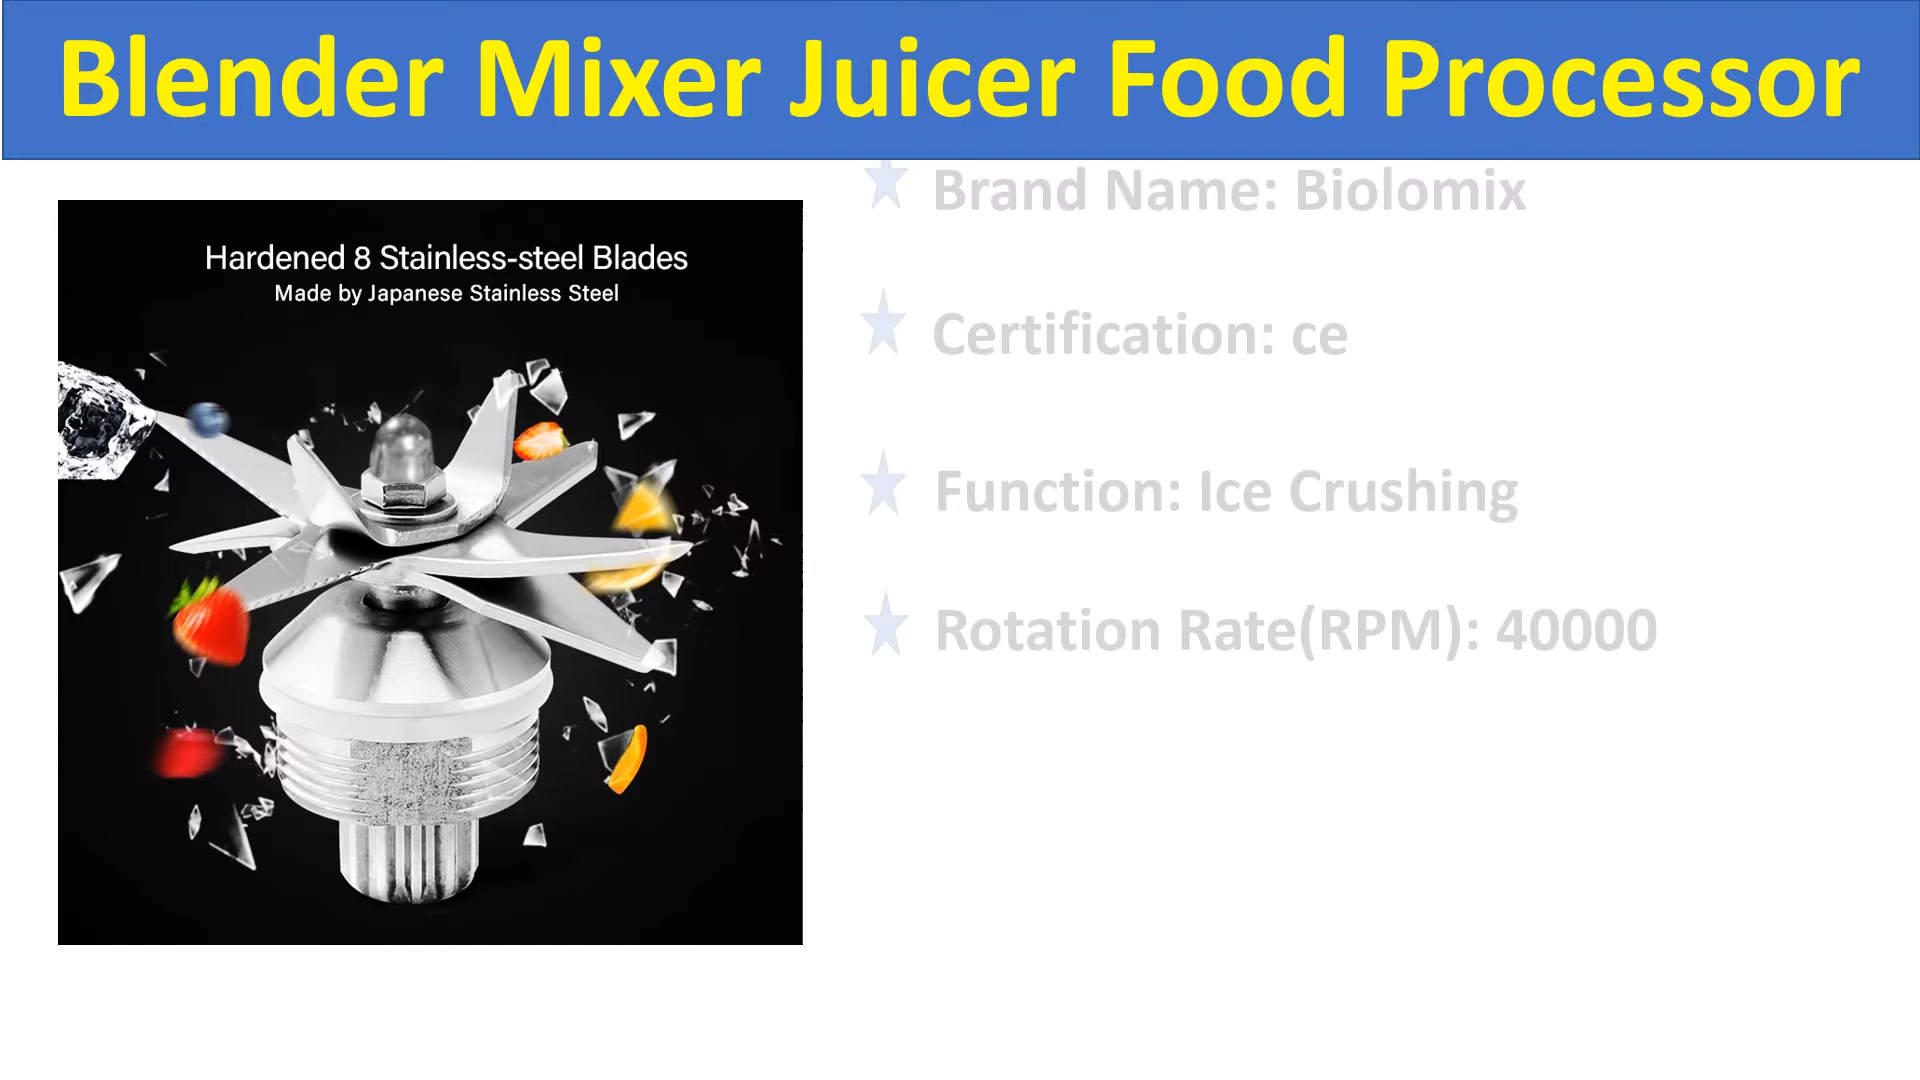 Blender Mixer Juicer Food Processor
Hardened 8 Stainless-steel Blades
Made by Japanese Stainless Steel
Brand Name: Biolomix
Certification: ce
Function: Ice Crushing
Rotation Rate(RPM): 40000